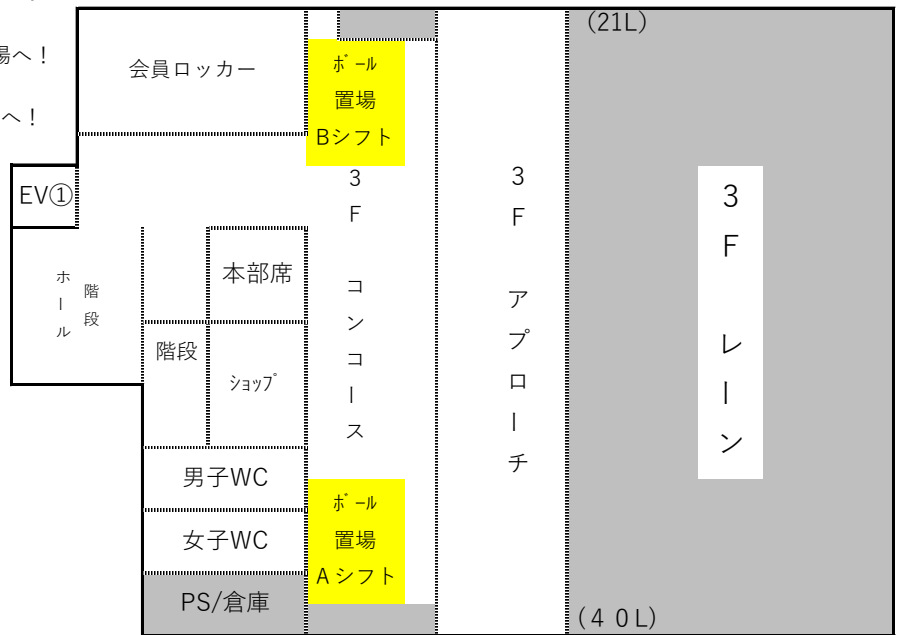 (21L)
場へ！
会員ロッカー
ﾎﾞｰﾙ
置場
Bシフト
へ！
EV①
3F コンコース
3F アプローチ
3F レーン
本部席
ホール
階段
階段
ｼｮｯﾌﾟ
男子WC
ﾎﾞｰﾙ
置場
Aシフト
女子WC
PS/倉庫
(４０L)